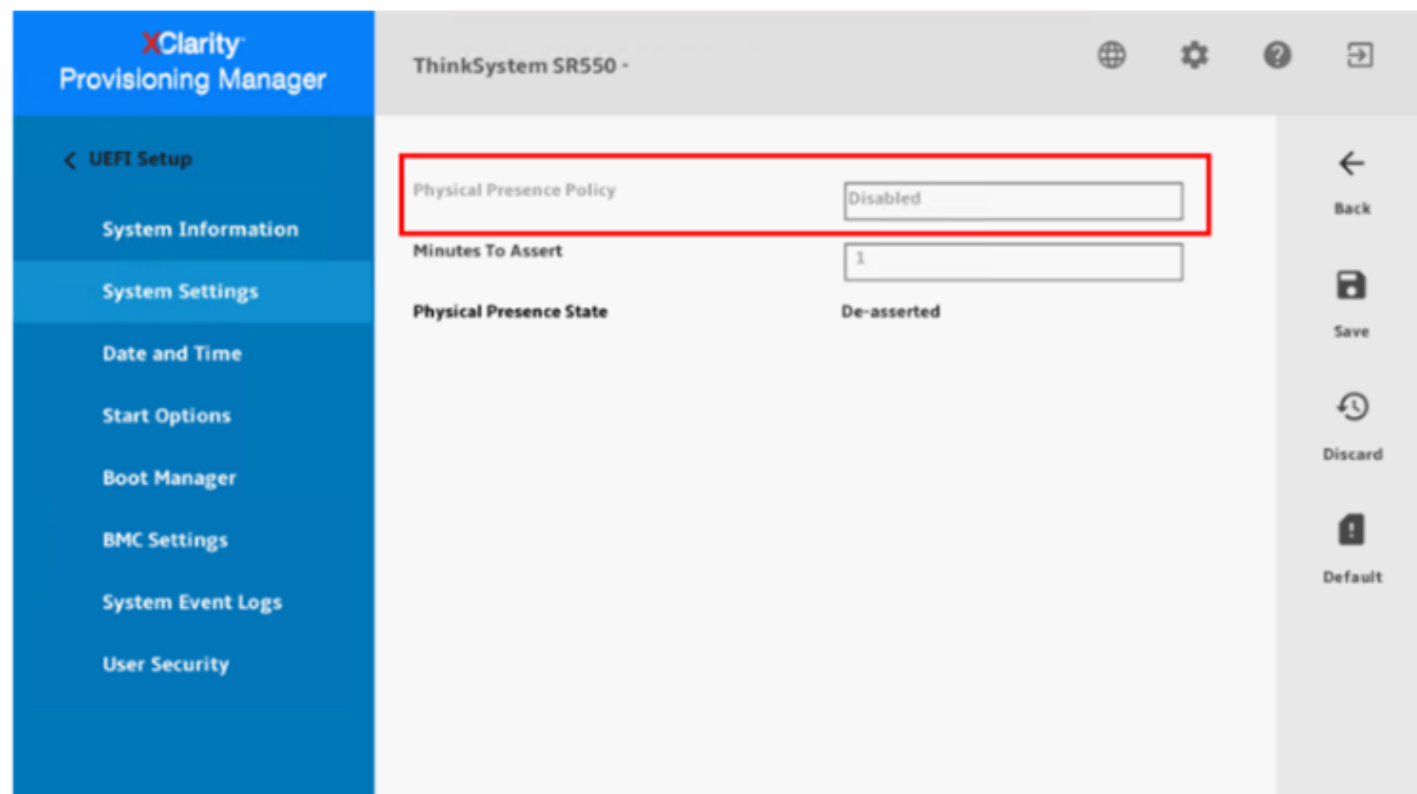 XClarity
Provisioning Manager
ThinkSystem SR550 -
UEFI Setup
System Information
System Settings
Date and Time
Start Options
Boot Manager
BMC Settings
System Event Logs
User Security
Physical Presence Policy
Disabled
Minutes To Assert
1
Physical Presence State
De-asserted
Back
Save
Discard
Default